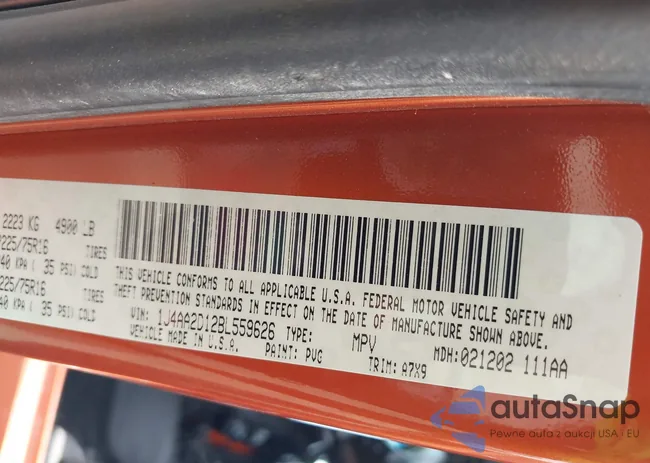 2223 KG 4900 LB
225/75R16 TIRES
40 KPA ( 35 PSI) COLD
225/75R16 TIRES
40 KPA ( 35 PSI) COLD
THIS VEHICLE CONFORMS TO ALL APPLICABLE U.S.A. FEDERAL MOTOR VEHICLE SAFETY AND
THEFT PREVENTION STANDARDS IN EFFECT ON THE DATE OF MANUFACTURE SHOWN ABOVE.
VIN: 1J4AA2D12BL559626 TYPE: MPV MDH:021202 111AA
VEHICLE MADE IN U.S.A. PAINT: PVG TRIM: A7X9
autaSnap
Pewne auta z aukcji USA i EU